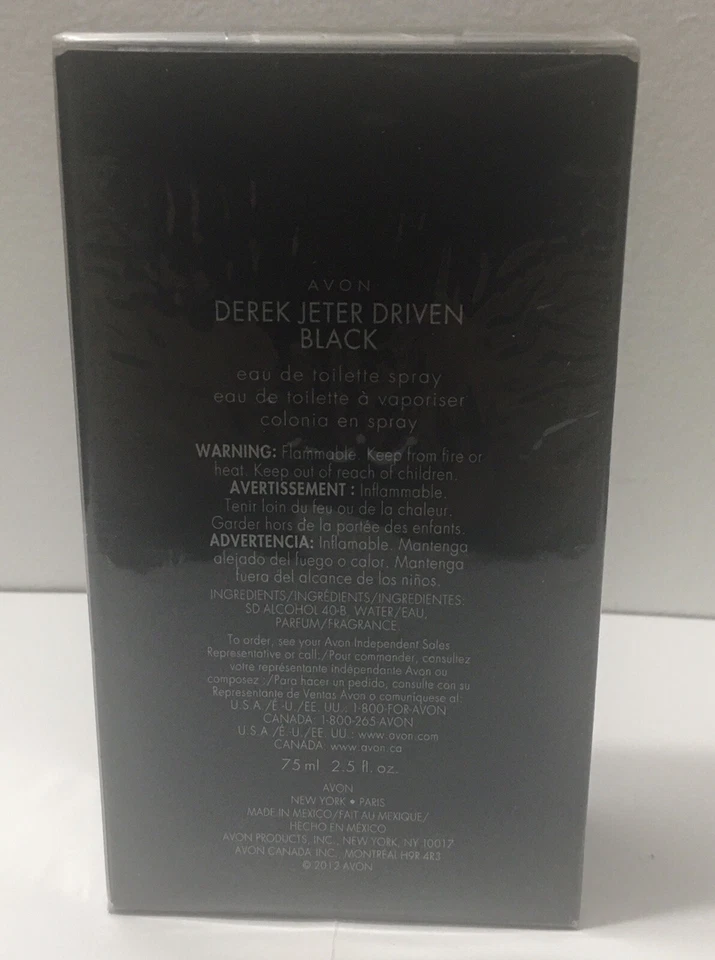 AVON
DEREK JETER DRIVEN
BLACK
eau de toilette spray
eau de toilette à vaporiser
colonia en spray
WARNING: Flammable. Keep from fire or
heat. Keep out of reach of children.
AVERTISSEMENT : Inflammable.
Tenir loin du feu ou de la chaleur.
Garder hors de la portée des enfants.
ADVERTENCIA: Inflamable. Mantenga
alejado del fuego o calor. Mantenga
fuera del alcance de los niños.
INGREDIENTS/INGRÉDIENTS/INGREDIENTES:
SD ALCOHOL 40-B, WATER/EAU,
PARFUM/FRAGRANCE.
To order, see your Avon Independent Sales
Representative or call:/Pour commander, consultez
votre représentante indépendante Avon ou
composez :/Para hacer un pedido, consulte con su
Representante de Ventas Avon o comuníquese al:
U.S.A./É.-U./EE. UU.: 1-800-FOR-AVON
CANADA: 1-800-265-AVON
U.S.A./É.-U./EE. UU.: www.avon.com
CANADA: www.avon.ca
75 ml 2.5 fl. oz.
AVON
NEW YORK • PARIS
MADE IN MEXICO/FAIT AU MEXIQUE/
HECHO EN MÉXICO
AVON PRODUCTS, INC., NEW YORK, NY 10017
AVON CANADA INC. MONTRÉAL H9R 4R3
© 2012 AVON